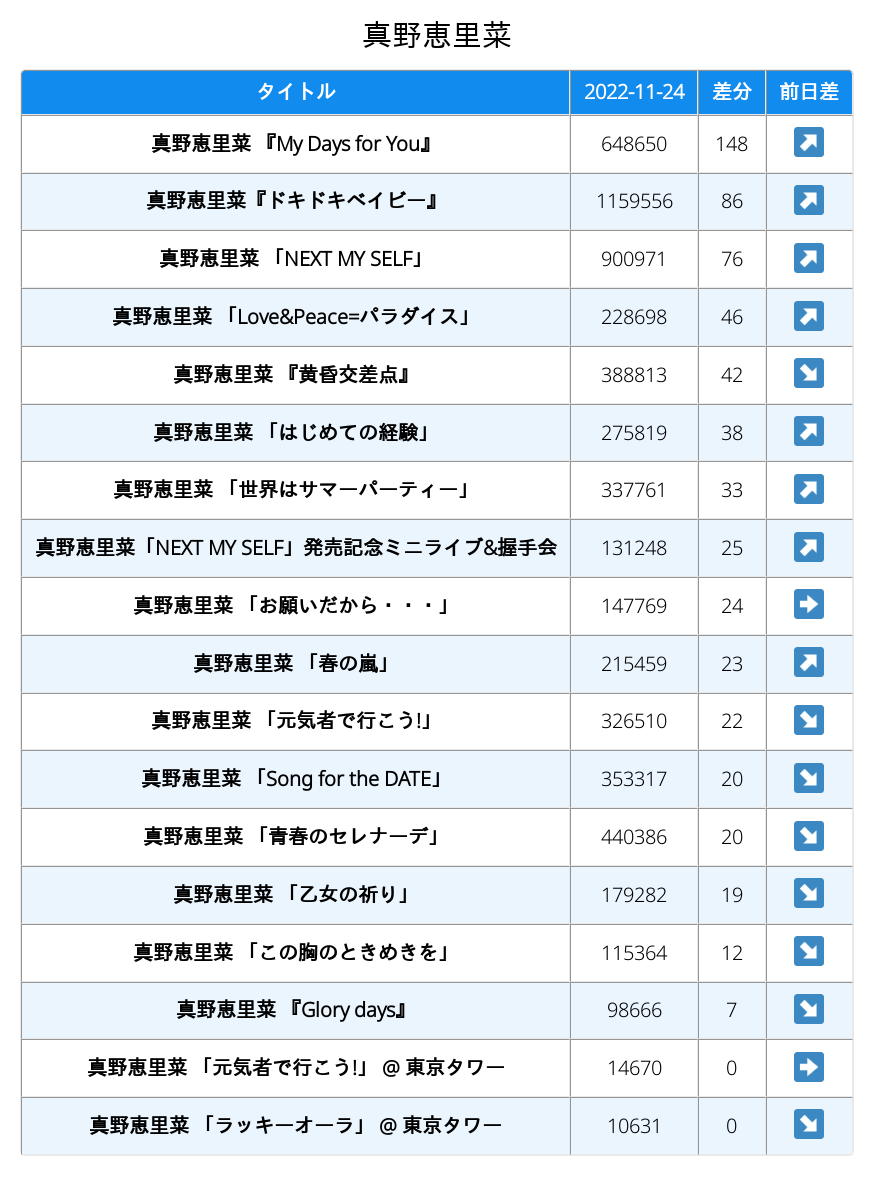 真野恵里菜
タイトル 2022-11-24 差分 前日差
真野恵里菜 『My Days for You』 648650 148 ↗
真野恵里菜『ドキドキベイビー』 1159556 86 ↗
真野恵里菜 「NEXT MY SELF」 900971 76 ↗
真野恵里菜 「Love&Peace=パラダイス」 228698 46 ↗
真野恵里菜 『黄昏交差点』 388813 42 ↘
真野恵里菜 「はじめての経験」 275819 38 ↗
真野恵里菜 「世界はサマーパーティー」 337761 33 ↗
真野恵里菜「NEXT MY SELF」発売記念ミニライブ&握手会 131248 25 ↗
真野恵里菜 「お願いだから・・・」 147769 24 ➡
真野恵里菜 「春の嵐」 215459 23 ↗
真野恵里菜 「元気者で行こう!」 326510 22 ↘
真野恵里菜 「Song for the DATE」 353317 20 ↘
真野恵里菜 「青春のセレナーデ」 440386 20 ↘
真野恵里菜 「乙女の祈り」 179282 19 ↘
真野恵里菜 「この胸のときめきを」 115364 12 ↘
真野恵里菜 『Glory days』 98666 7 ↘
真野恵里菜 「元気者で行こう!」 @ 東京タワー 14670 0 ➡
真野恵里菜 「ラッキーオーラ」 @ 東京タワー 10631 0 ↘